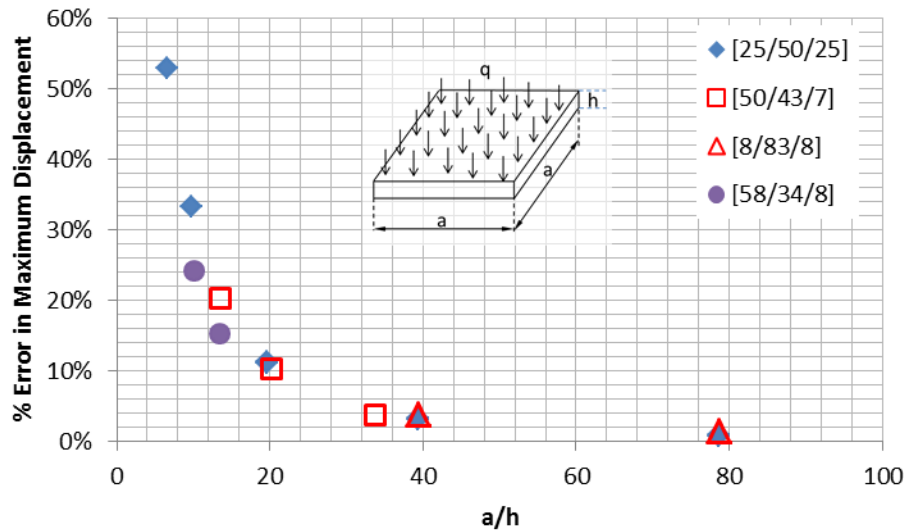 60%
50%
40%
30%
20%
10%
0%
% Error in Maximum Displacement
q
h
a
a
[25/50/25]
[50/43/7]
[8/83/8]
[58/34/8]
0 20 40 60 80 100
a/h